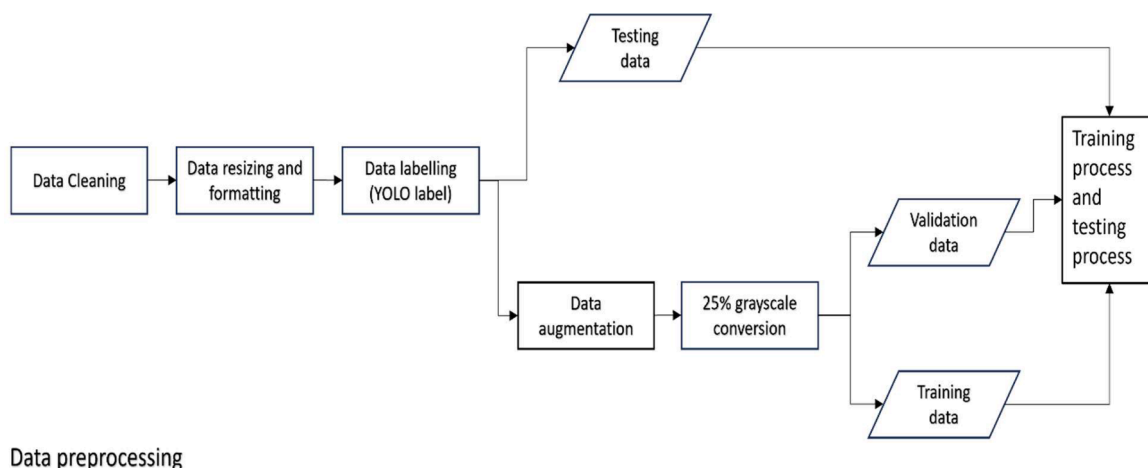 Testing
data
Data Cleaning
Data resizing and
formatting
Data labelling
(YOLO label)
Training
process
and
testing
process
Validation
data
Data
augmentation
25% grayscale
conversion
Training
data
Data preprocessing